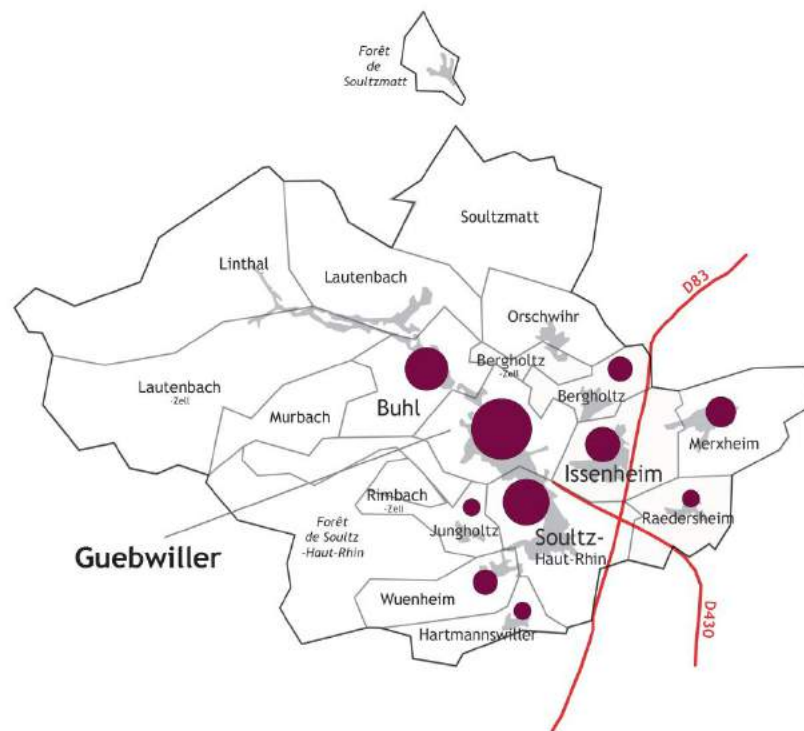 Forêt
de
Soultzmatt
Soultzmatt
Linthal
Lautenbach
D83
Orschwihr
Bergholtz
-Zell
Lautenbach
-Zell
Buhl
Bergholtz
Murbach
Merxheim
Issenheim
Rimbach
-Zell
Raedersheim
Forêt
de Soultz
-Haut-Rhin
Jungholtz
Soultz-
Haut-Rhin
Guebwiller
Wuenheim
Hartmannswiller
D430